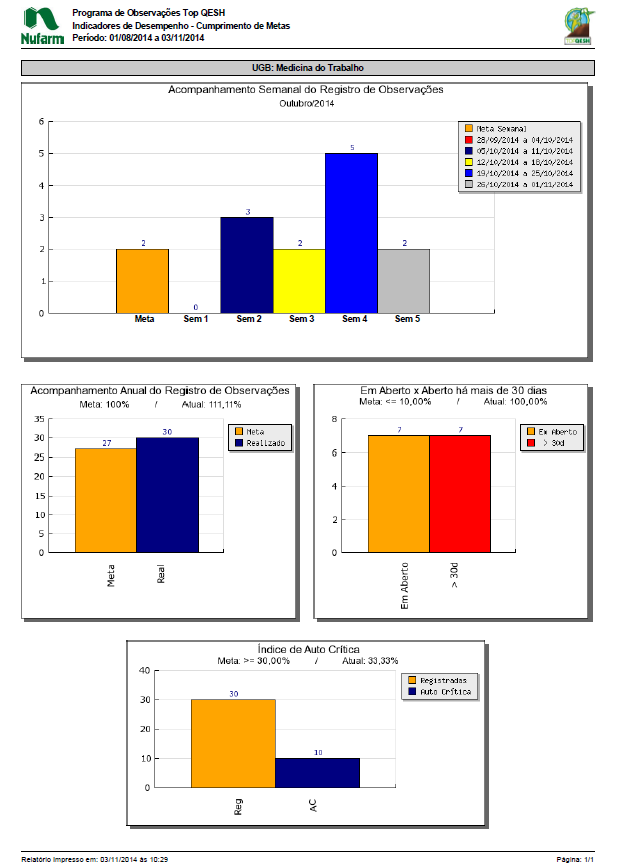 Nufarm
Programa de Observações Top QESH
Indicadores de Desempenho - Cumprimento de Metas
Período: 01/08/2014 a 03/11/2014
TOP QESH
UGB: Medicina do Trabalho
Acompanhamento Semanal do Registro de Observações
Outubro/2014
Meta Semanal
28/09/2014 a 04/10/2014
05/10/2014 a 11/10/2014
12/10/2014 a 18/10/2014
19/10/2014 a 25/10/2014
26/10/2014 a 01/11/2014
6
5
4
3
2
1
0
2
0
3
2
5
2
Meta Sem 1 Sem 2 Sem 3 Sem 4 Sem 5
Acompanhamento Anual do Registro de Observações
Meta: 100% / Atual: 111,11%
Meta
Realizado
35
30
25
20
15
10
5
0
27
30
Meta
Real
Em Aberto x Aberto há mais de 30 dias
Meta: <= 10,00% / Atual: 100,00%
Em Aberto
> 30d
8
6
4
2
0
7
7
Em Aberto
> 30d
Índice de Auto Crítica
Meta: >= 30,00% / Atual: 33,33%
Registradas
Auto Crítica
40
30
20
10
0
30
10
Reg
AC
Relatório impresso em: 03/11/2014 às 10:29
Página: 1/1